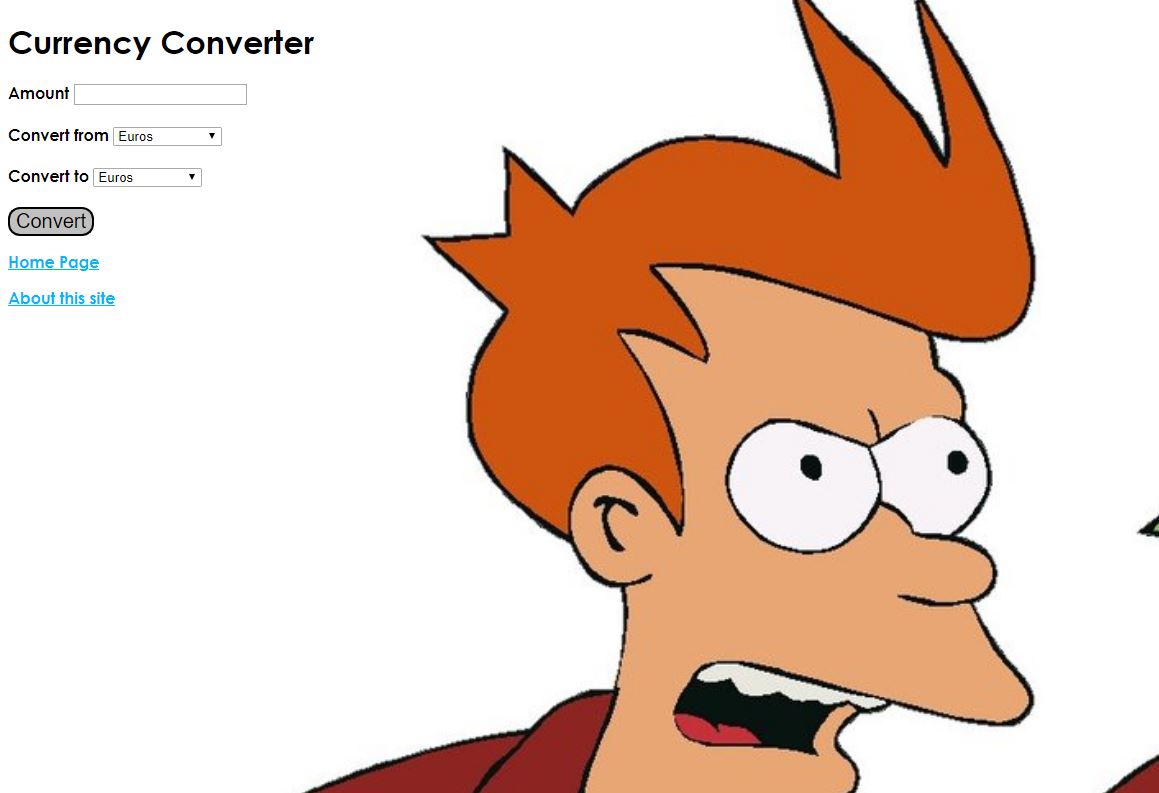 Currency Converter
Amount
Convert from Euros
Convert to Euros
Convert
Home Page
About this site